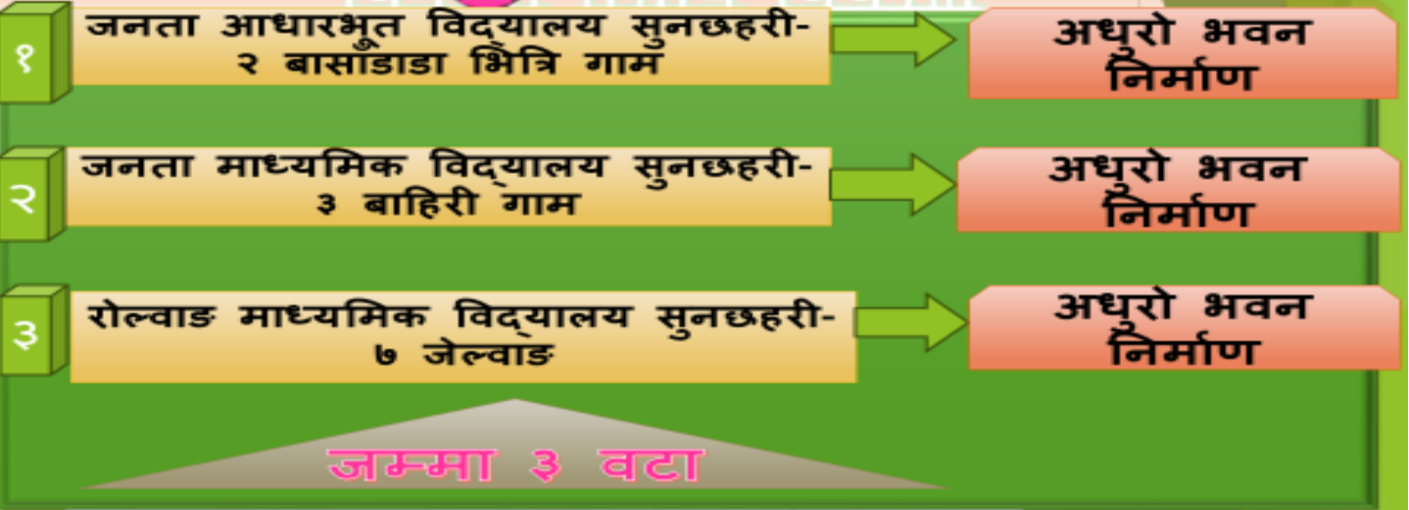 १
जनता आधारभूत विद्यालय सुनछहरी-
२ बासाडाडा भित्रि गाम
अधुरो भवन
निर्माण
२
जनता माध्यमिक विद्यालय सुनछहरी-
३ बाहिरी गाम
अधुरो भवन
निर्माण
३
रोल्वाङ माध्यमिक विद्यालय सुनछहरी-
७ जेल्वाङ
अधुरो भवन
निर्माण
जम्मा ३ वटा